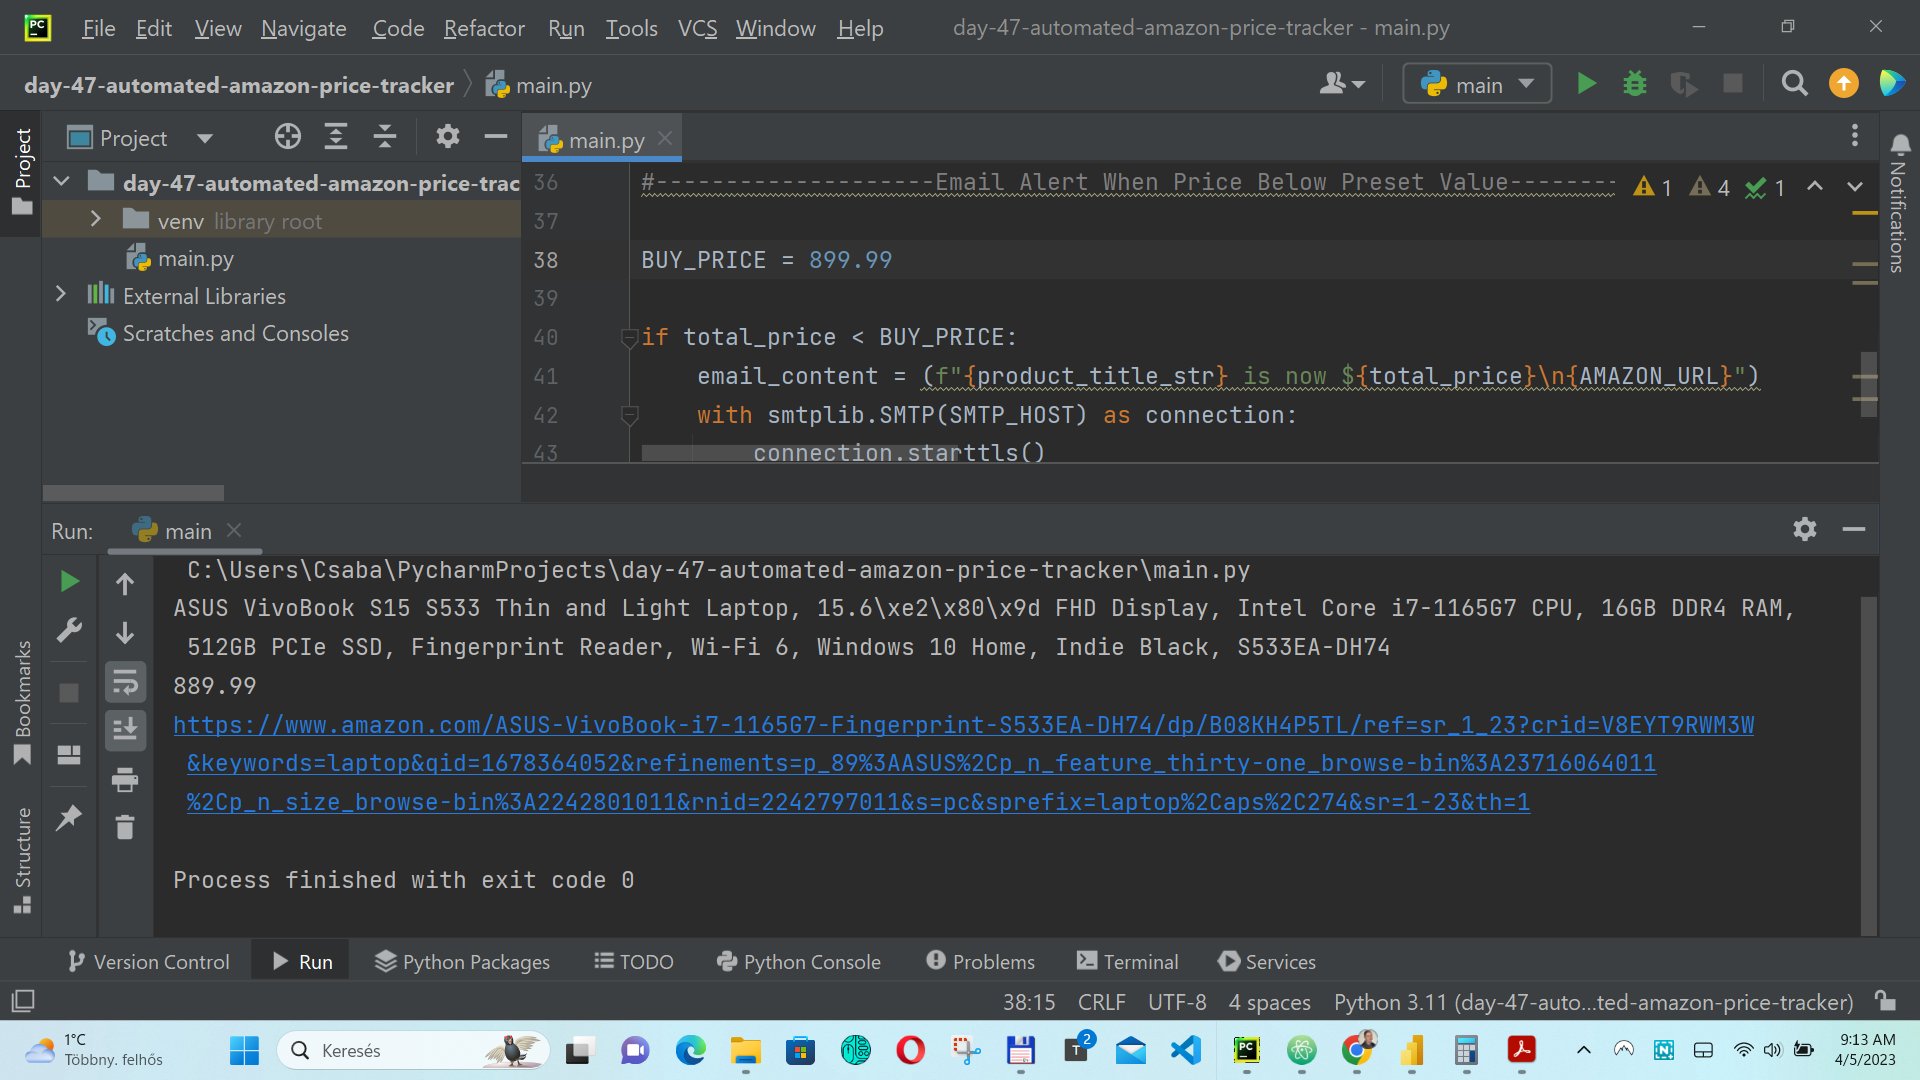 File Edit View Navigate Code Refactor Run Tools VCS Window Help day-47-automated-amazon-price-tracker - main.py
day-47-automated-amazon-price-tracker main.py
main
Project
main.py
Project
day-47-automated-amazon-price-trac
venv library root
main.py
External Libraries
Scratches and Consoles
36 #--------------------Email Alert When Price Below Preset Value--------
1 4 1
37
38 BUY_PRICE = 899.99
39
40 if total_price < BUY_PRICE:
41 email_content = (f"{product_title_str} is now ${total_price}\n{AMAZON_URL}")
42 with smtplib.SMTP(SMTP_HOST) as connection:
43 connection.starttls()
Notifications
Run: main
C:\Users\Csaba\PycharmProjects\day-47-automated-amazon-price-tracker\main.py
ASUS VivoBook S15 S533 Thin and Light Laptop, 15.6\xe2\x80\x9d FHD Display, Intel Core i7-1165G7 CPU, 16GB DDR4 RAM,
512GB PCIe SSD, Fingerprint Reader, Wi-Fi 6, Windows 10 Home, Indie Black, S533EA-DH74
889.99
https://www.amazon.com/ASUS-VivoBook-i7-1165G7-Fingerprint-S533EA-DH74/dp/B08KH4P5TL/ref=sr_1_23?crid=V8EYT9RWM3W
&keywords=laptop&qid=1678364052&refinements=p_89%3AASUS%2Cp_n_feature_thirty-one_browse-bin%3A23716064011
%2Cp_n_size_browse-bin%3A2242801011&rnid=2242797011&s=pc&sprefix=laptop%2Caps%2C274&sr=1-23&th=1
Process finished with exit code 0
Bookmarks
Structure
Version Control Run Python Packages TODO Python Console Problems Terminal Services
38:15 CRLF UTF-8 4 spaces Python 3.11 (day-47-auto...ted-amazon-price-tracker)
1°C
Többny. felhős
Keresés
2
9:13 AM
4/5/2023